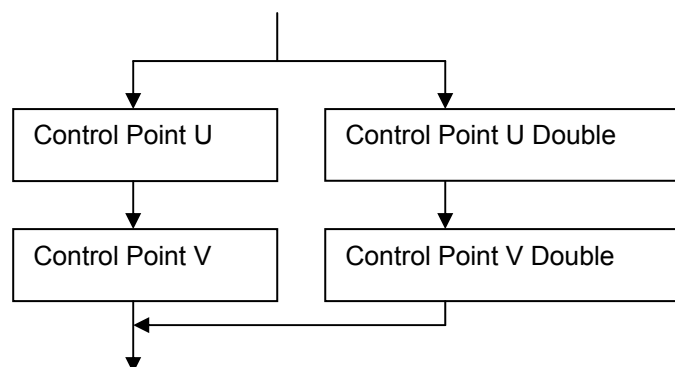 Control Point U
Control Point U Double
Control Point V
Control Point V Double